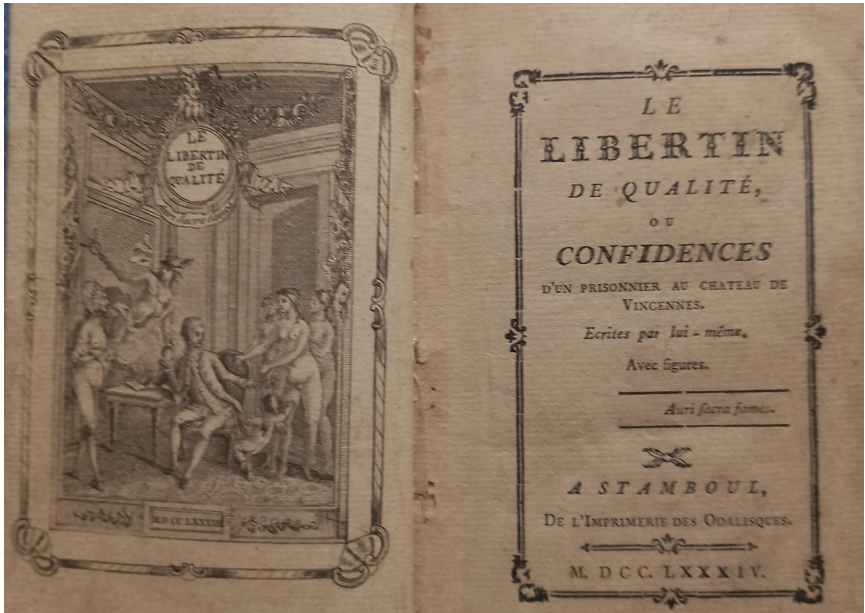 LE
LIBERTIN
DE
QUALITÉ
LE
LIBERTIN
DE QUALITÉ,
OU
CONFIDENCES
D'UN PRISONNIER AU CHATEAU DE
VINCENNES.
Ecrites par lui-même.
Avec figures.
Auri sacra fames.
A STAMBOUL,
DE L'IMPRIMERIE DES ODALISQUES.
M. DCC. LXXXIV.